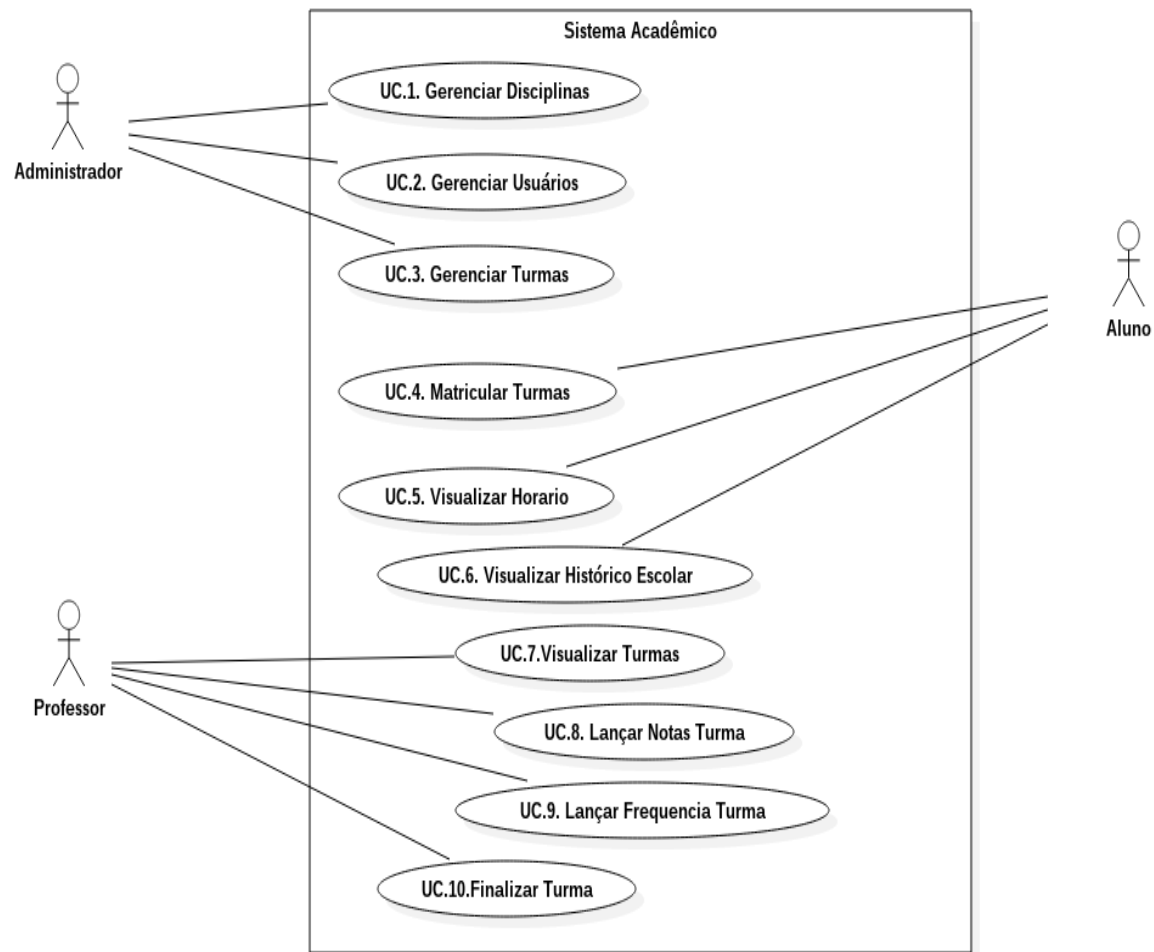 Sistema Acadêmico
UC.1. Gerenciar Disciplinas
Administrador
UC.2. Gerenciar Usuários
UC.3. Gerenciar Turmas
Aluno
UC.4. Matricular Turmas
UC.5. Visualizar Horario
UC.6. Visualizar Histórico Escolar
UC.7.Visualizar Turmas
Professor
UC.8. Lançar Notas Turma
UC.9. Lançar Frequencia Turma
UC.10.Finalizar Turma